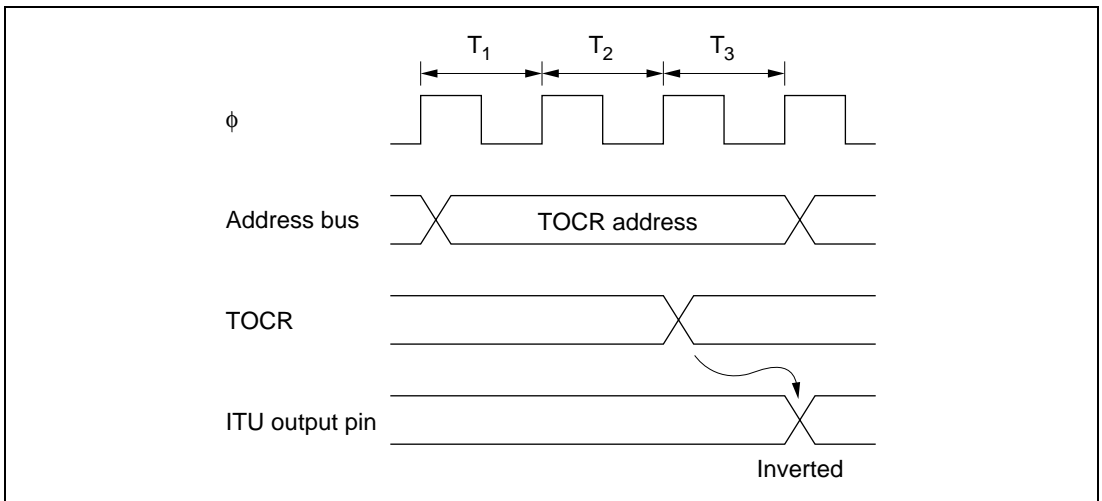 T1 T2 T3
ϕ
Address bus
TOCR address
TOCR
ITU output pin
Inverted